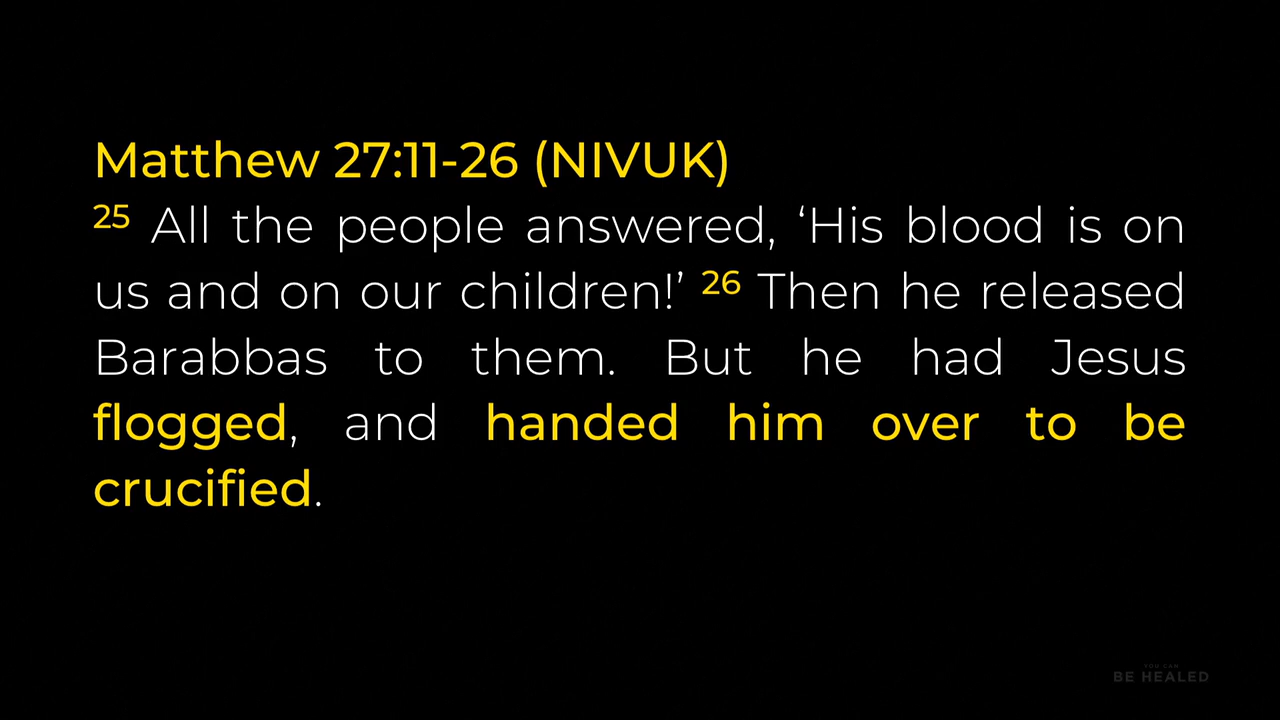 Matthew 27:11-26 (NIVUK)
25 All the people answered, ‘His blood is on
us and on our children!’ 26 Then he released
Barabbas to them. But he had Jesus
flogged, and handed him over to be
crucified.
YOU CAN
BE HEALED